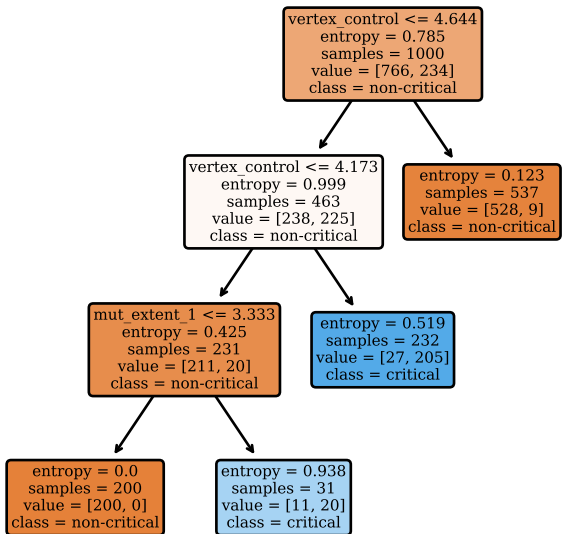 vertex_control <= 4.644
entropy = 0.785
samples = 1000
value = [766, 234]
class = non-critical
vertex_control <= 4.173
entropy = 0.999
samples = 463
value = [238, 225]
class = non-critical
entropy = 0.123
samples = 537
value = [528, 9]
class = non-critical
mut_extent_1 <= 3.333
entropy = 0.425
samples = 231
value = [211, 20]
class = non-critical
entropy = 0.519
samples = 232
value = [27, 205]
class = critical
entropy = 0.0
samples = 200
value = [200, 0]
class = non-critical
entropy = 0.938
samples = 31
value = [11, 20]
class = critical